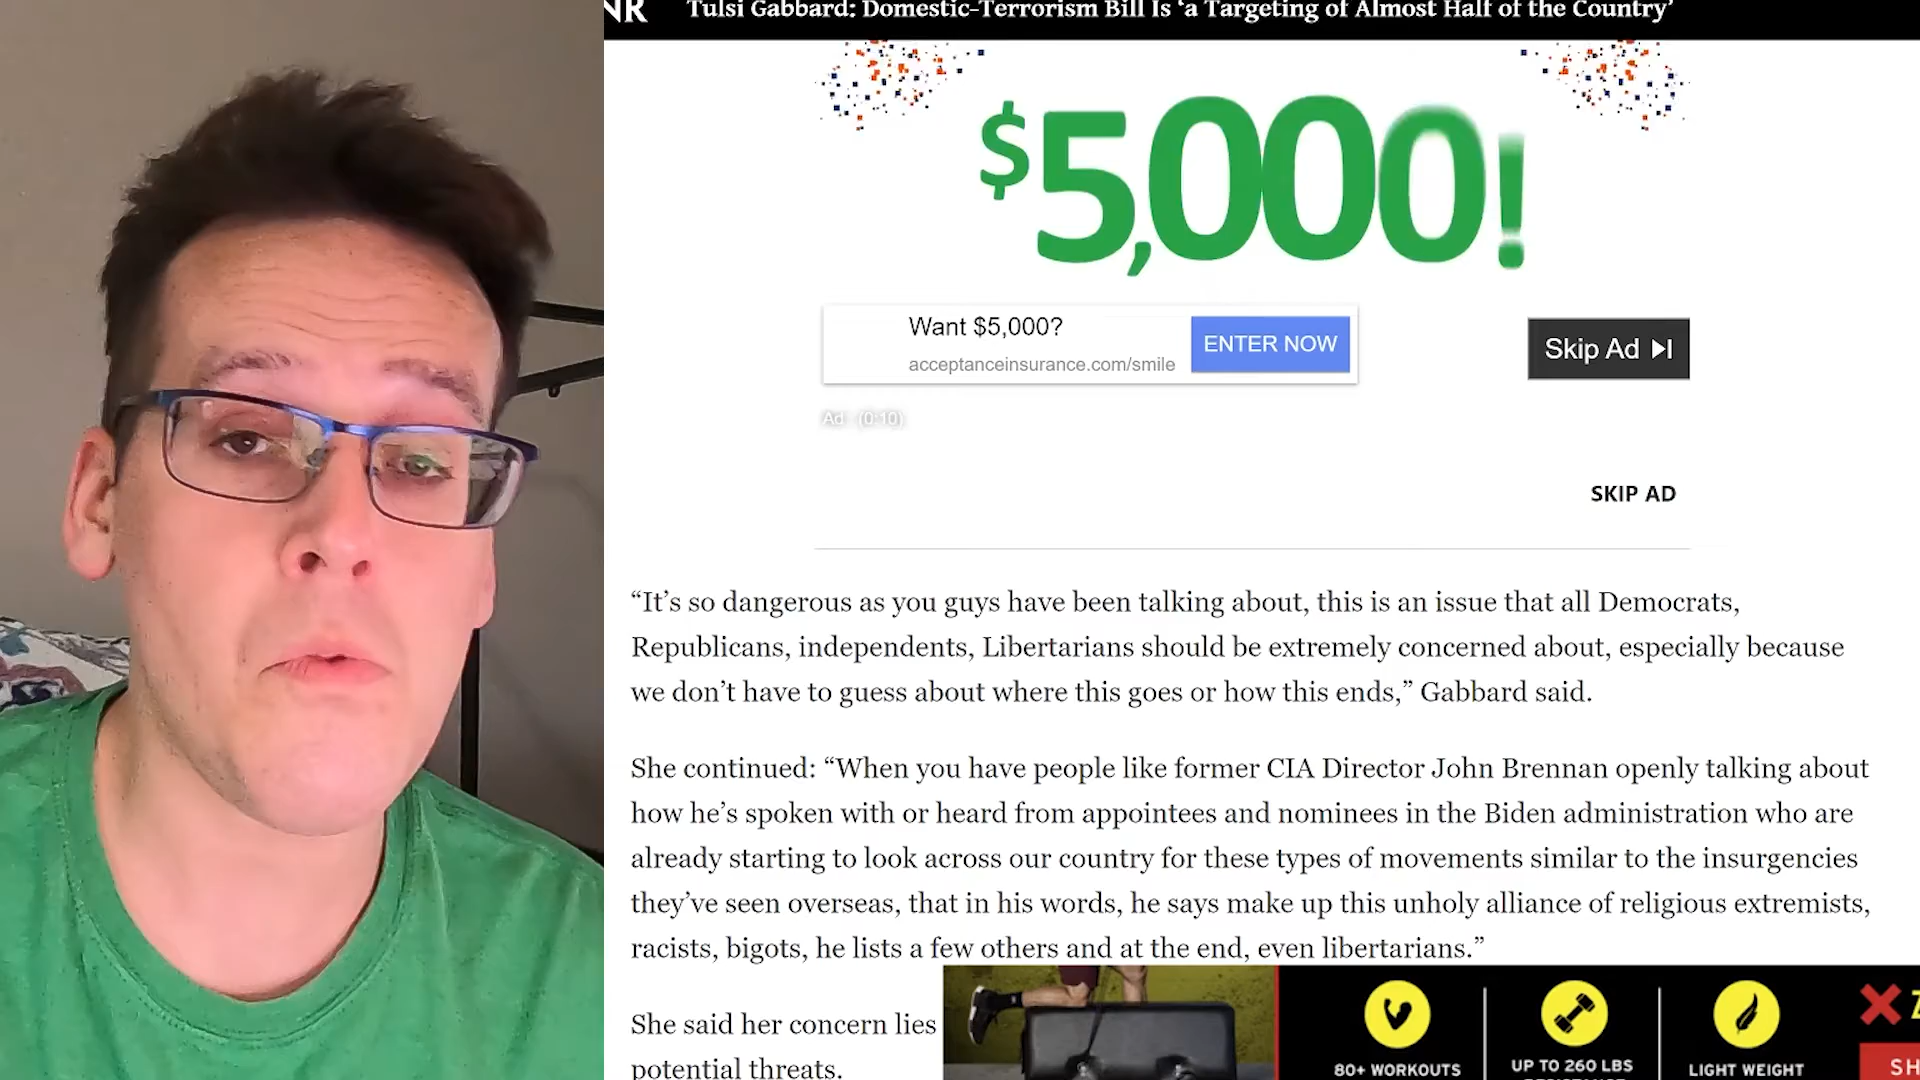 NR Tulsi Gabbard: Domestic-Terrorism Bill Is ‘a Targeting of Almost Half of the Country’
$5,000!
Want $5,000?
acceptanceinsurance.com/smile
ENTER NOW
Skip Ad
Ad · (0:10)
SKIP AD
“It’s so dangerous as you guys have been talking about, this is an issue that all Democrats,
Republicans, independents, Libertarians should be extremely concerned about, especially because
we don’t have to guess about where this goes or how this ends,” Gabbard said.
She continued: “When you have people like former CIA Director John Brennan openly talking about
how he’s spoken with or heard from appointees and nominees in the Biden administration who are
already starting to look across our country for these types of movements similar to the insurgencies
they’ve seen overseas, that in his words, he says make up this unholy alliance of religious extremists,
racists, bigots, he lists a few others and at the end, even libertarians.”
She said her concern lies
potential threats.
80+ WORKOUTS
UP TO 260 LBS
LIGHT WEIGHT
SH